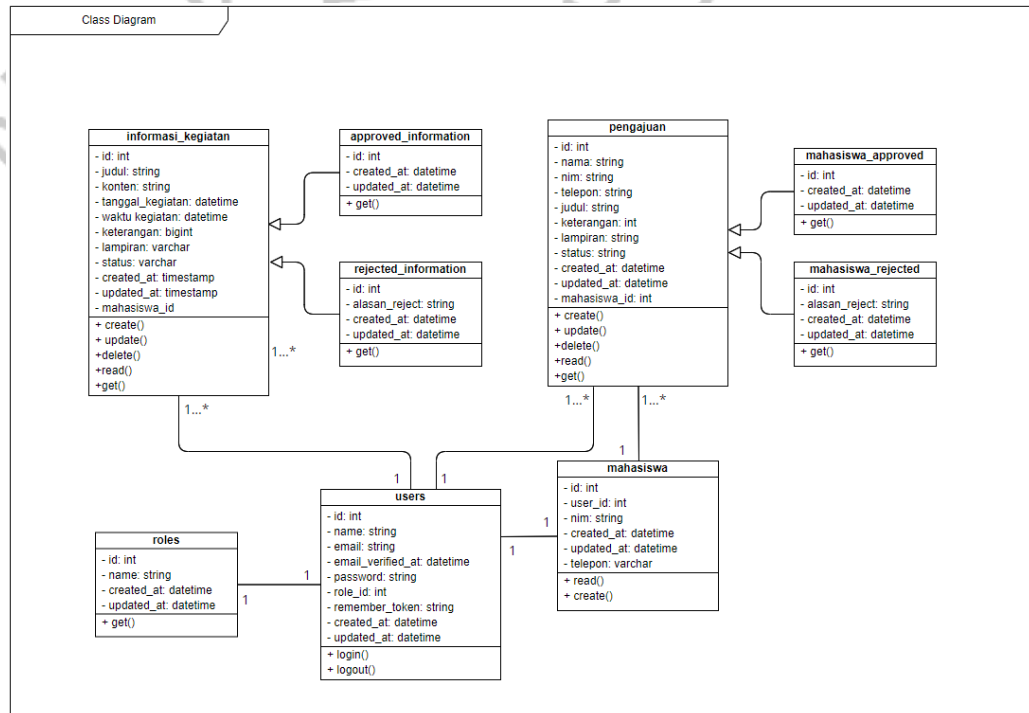 Class Diagram
informasi_kegiatan
- id: int
- judul: string
- konten: string
- tanggal_kegiatan: datetime
- waktu kegiatan: datetime
- keterangan: bigint
- lampiran: varchar
- status: varchar
- created_at: timestamp
- updated_at: timestamp
- mahasiswa_id
+ create()
+ update()
+delete()
+read()
+get()
1...*
1...*
approved_information
- id: int
- created_at: datetime
- updated_at: datetime
+ get()
rejected_information
- id: int
- alasan_reject: string
- created_at: datetime
- updated_at: datetime
+ get()
pengajuan
- id: int
- nama: string
- nim: string
- telepon: string
- judul: string
- keterangan: int
- lampiran: string
- status: string
- created_at: datetime
- updated_at: datetime
- mahasiswa_id: int
+ create()
+ update()
+delete()
+read()
+get()
1...*
1...*
mahasiswa_approved
- id: int
- created_at: datetime
- updated_at: datetime
+ get()
mahasiswa_rejected
- id: int
- alasan_reject: string
- created_at: datetime
- updated_at: datetime
+ get()
1
1
1
roles
- id: int
- name: string
- created_at: datetime
- updated_at: datetime
+ get()
1
1
users
- id: int
- name: string
- email: string
- email_verified_at: datetime
- password: string
- role_id: int
- remember_token: string
- created_at: datetime
- updated_at: datetime
+ login()
+ logout()
1
1
mahasiswa
- id: int
- user_id: int
- nim: string
- created_at: datetime
- updated_at: datetime
- telepon: varchar
+ read()
+ create()